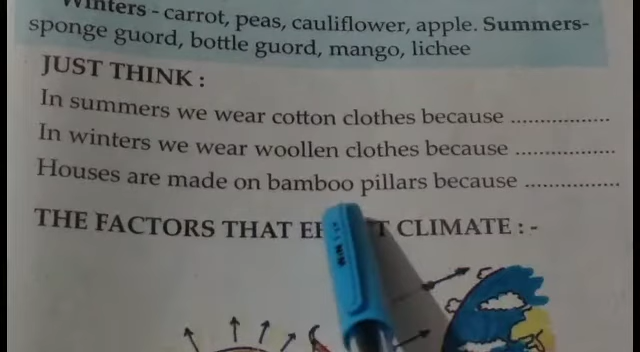 Winters - carrot, peas, cauliflower, apple. Summers-
sponge guord, bottle guord, mango, lichee
JUST THINK :
In summers we wear cotton clothes because ..................
In winters we wear woollen clothes because ..................
Houses are made on bamboo pillars because .................
THE FACTORS THAT CLIMATE : -